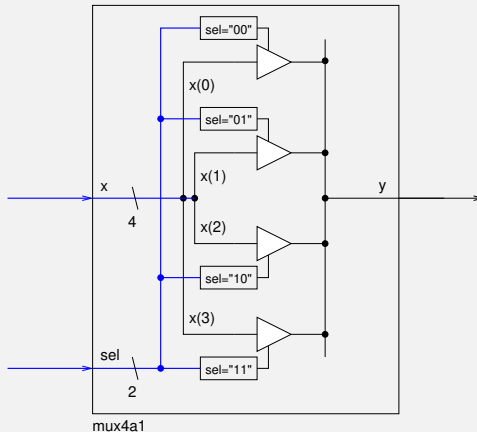 sel="00"
x(0)
sel="01"
x(1)
x
y
4
x(2)
sel="10"
x(3)
sel
sel="11"
2
mux4a1